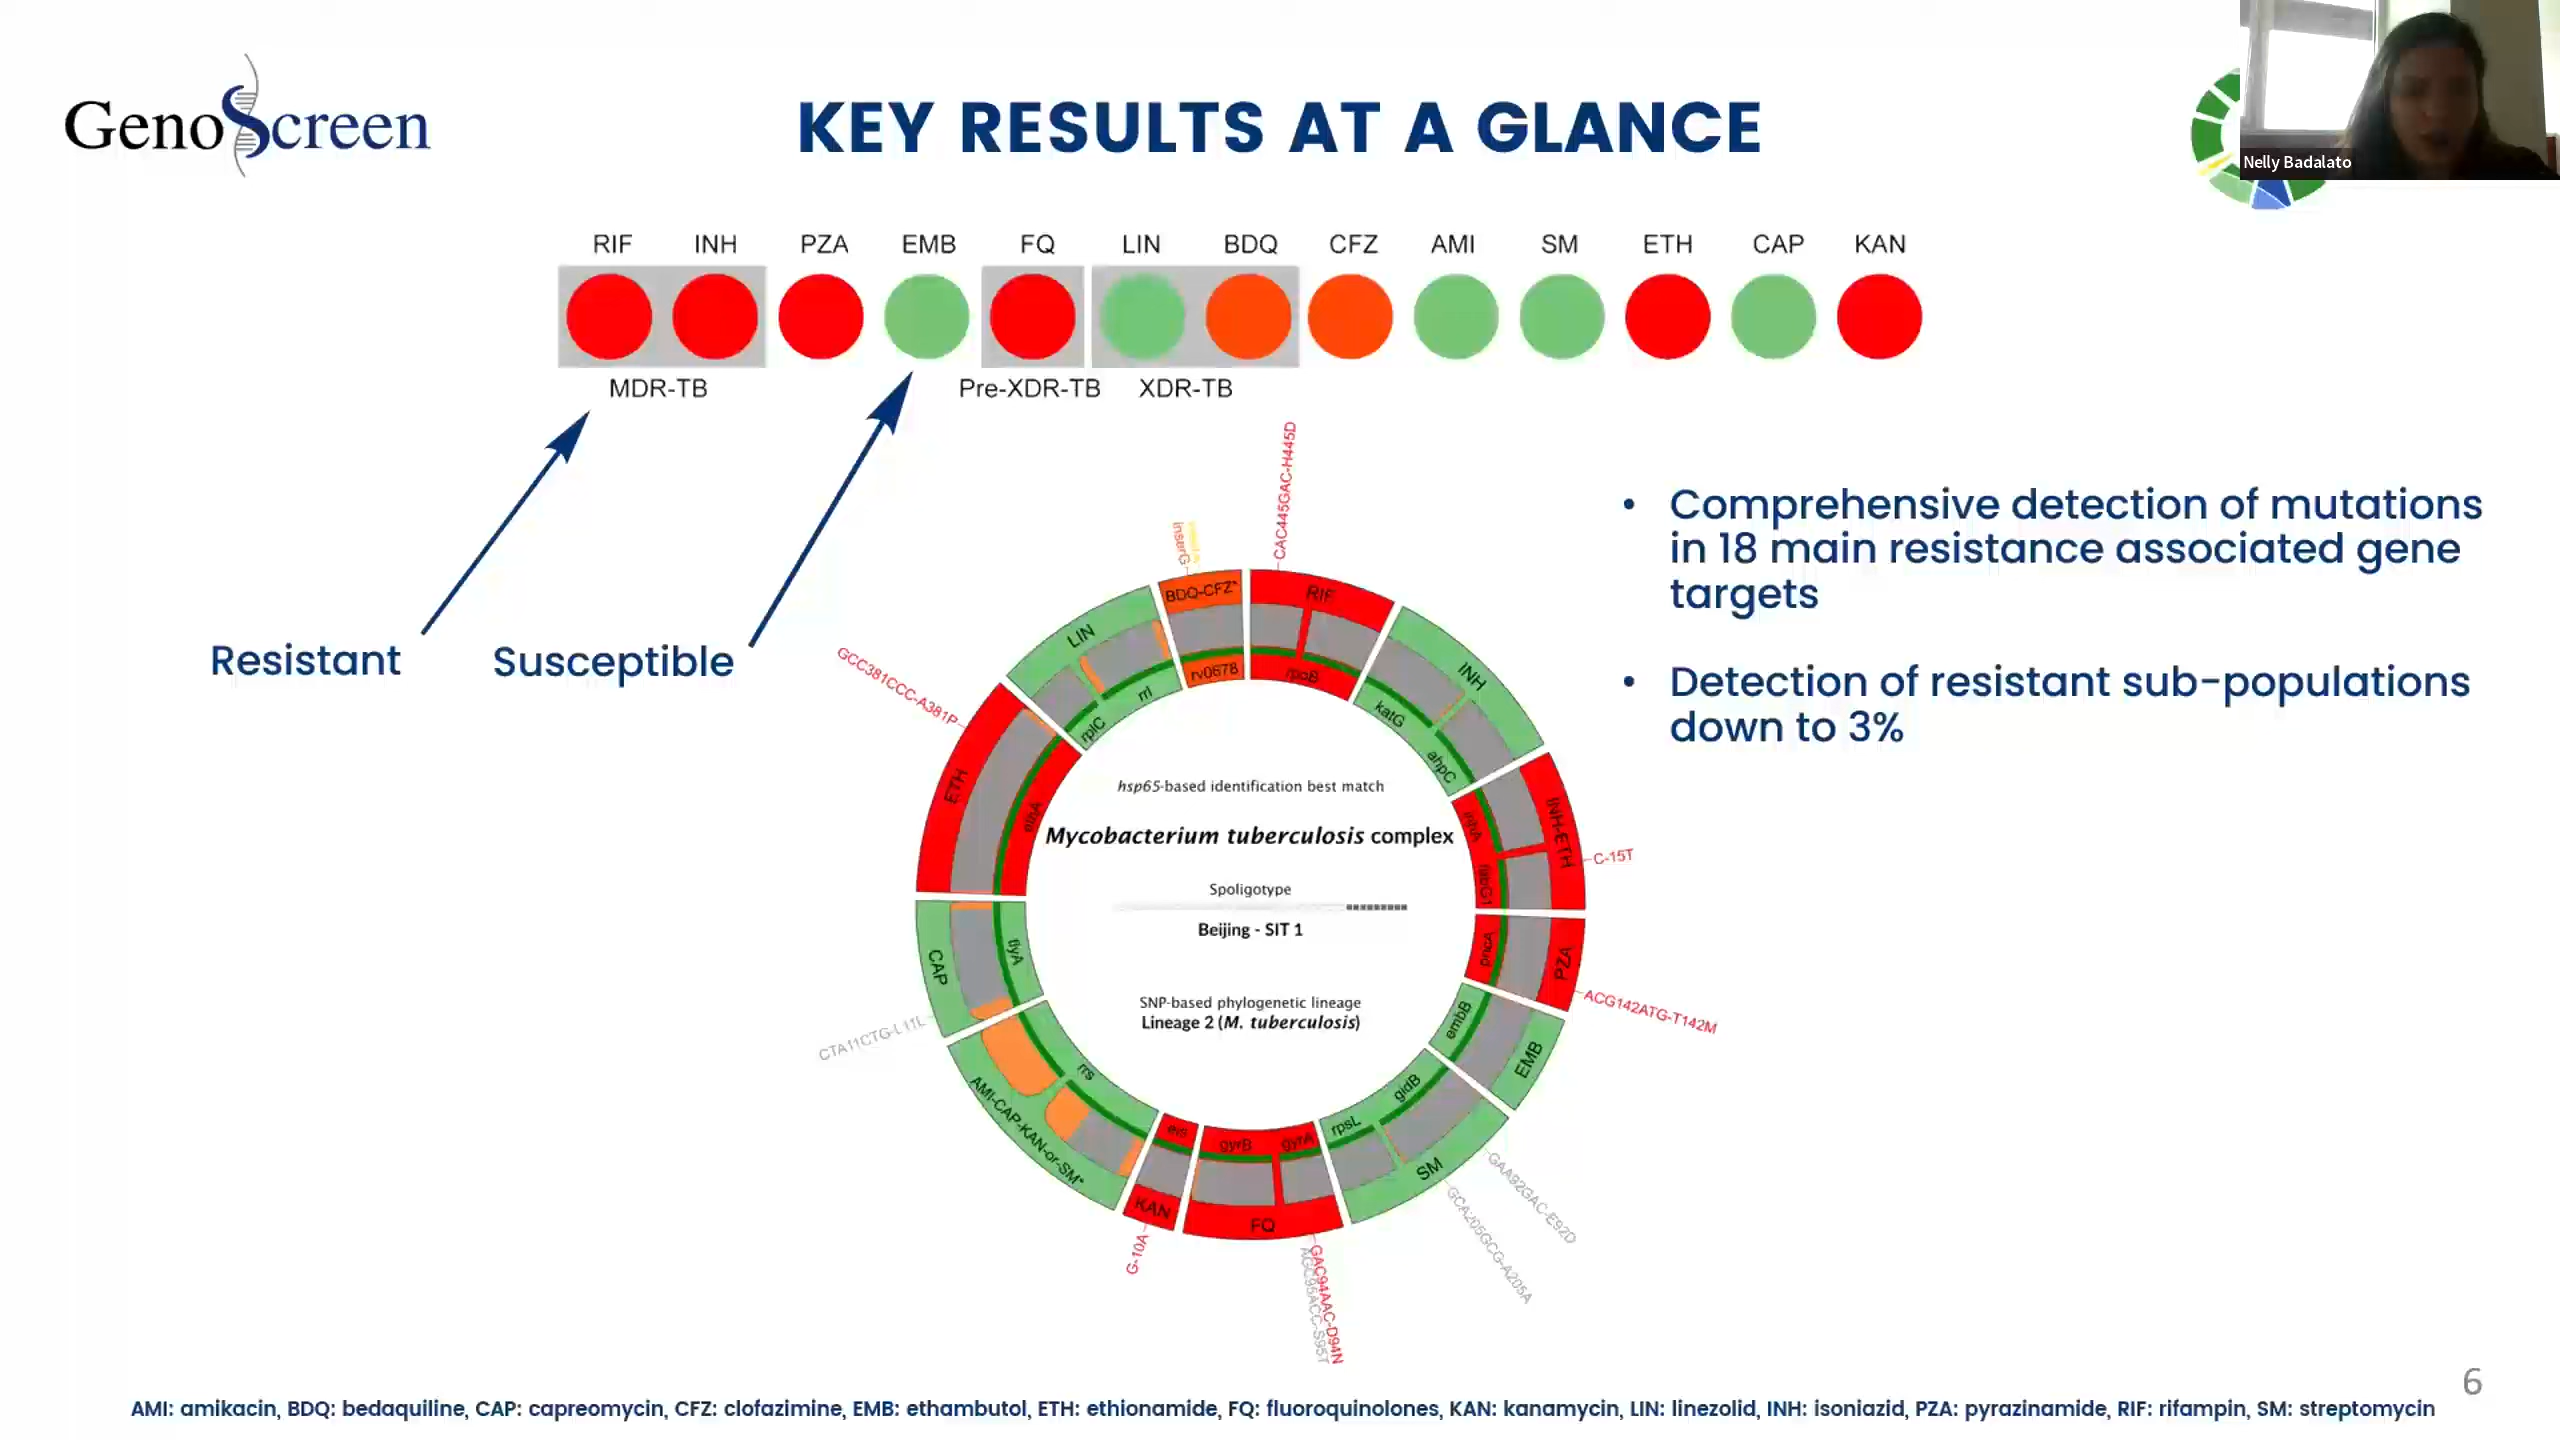 GenoScreen
KEY RESULTS AT A GLANCE
Nelly Badalato
RIF INH PZA EMB FQ LIN BDQ CFZ AMI SM ETH CAP KAN
MDR-TB Pre-XDR-TB XDR-TB
Resistant
Susceptible
• Comprehensive detection of mutations
in 18 main resistance associated gene
targets
• Detection of resistant sub-populations
down to 3%
CAC445GAC-H445D
inserG
BDQ-CFZ*
rv0678
RIF
rpoB
INH
katG
ahpC
INH-ETH
inhA
fabG1
C-15T
PZA
pncA
ACG142ATG-T142M
EMB
embB
SM
gidB
rpsL
GAA92GAC-E92D
GCA205GCG-A205A
FQ
gyrA
gyrB
GAC94AAC-D94N
AGC95ACC-S95T
KAN
eis
G-10A
AMI-CAP-KAN-or-SM*
rrs
CAP
tlyA
CTA11CTG-L11L
ETH
ethA
GCC381CCC-A381P
LIN
rplC
rrl
hsp65-based identification best match
Mycobacterium tuberculosis complex
Spoligotype
Beijing - SIT 1
SNP-based phylogenetic lineage
Lineage 2 (M. tuberculosis)
6
AMI: amikacin, BDQ: bedaquiline, CAP: capreomycin, CFZ: clofazimine, EMB: ethambutol, ETH: ethionamide, FQ: fluoroquinolones, KAN: kanamycin, LIN: linezolid, INH: isoniazid, PZA: pyrazinamide, RIF: rifampin, SM: streptomycin